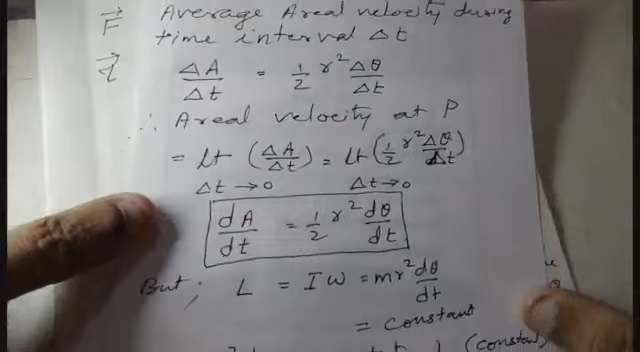 F⃗ Average Areal velocity during
time interval Δt
τ⃗ ΔA/Δt = 1/2 r² Δθ/Δt
∴ Areal velocity at P
= lt (ΔA/Δt) = lt (1/2 r² Δθ/Δt)
Δt → 0 Δt → 0
dA/dt = 1/2 r² dθ/dt
But; L = I ω = mr² dθ/dt
= constant
(constant)